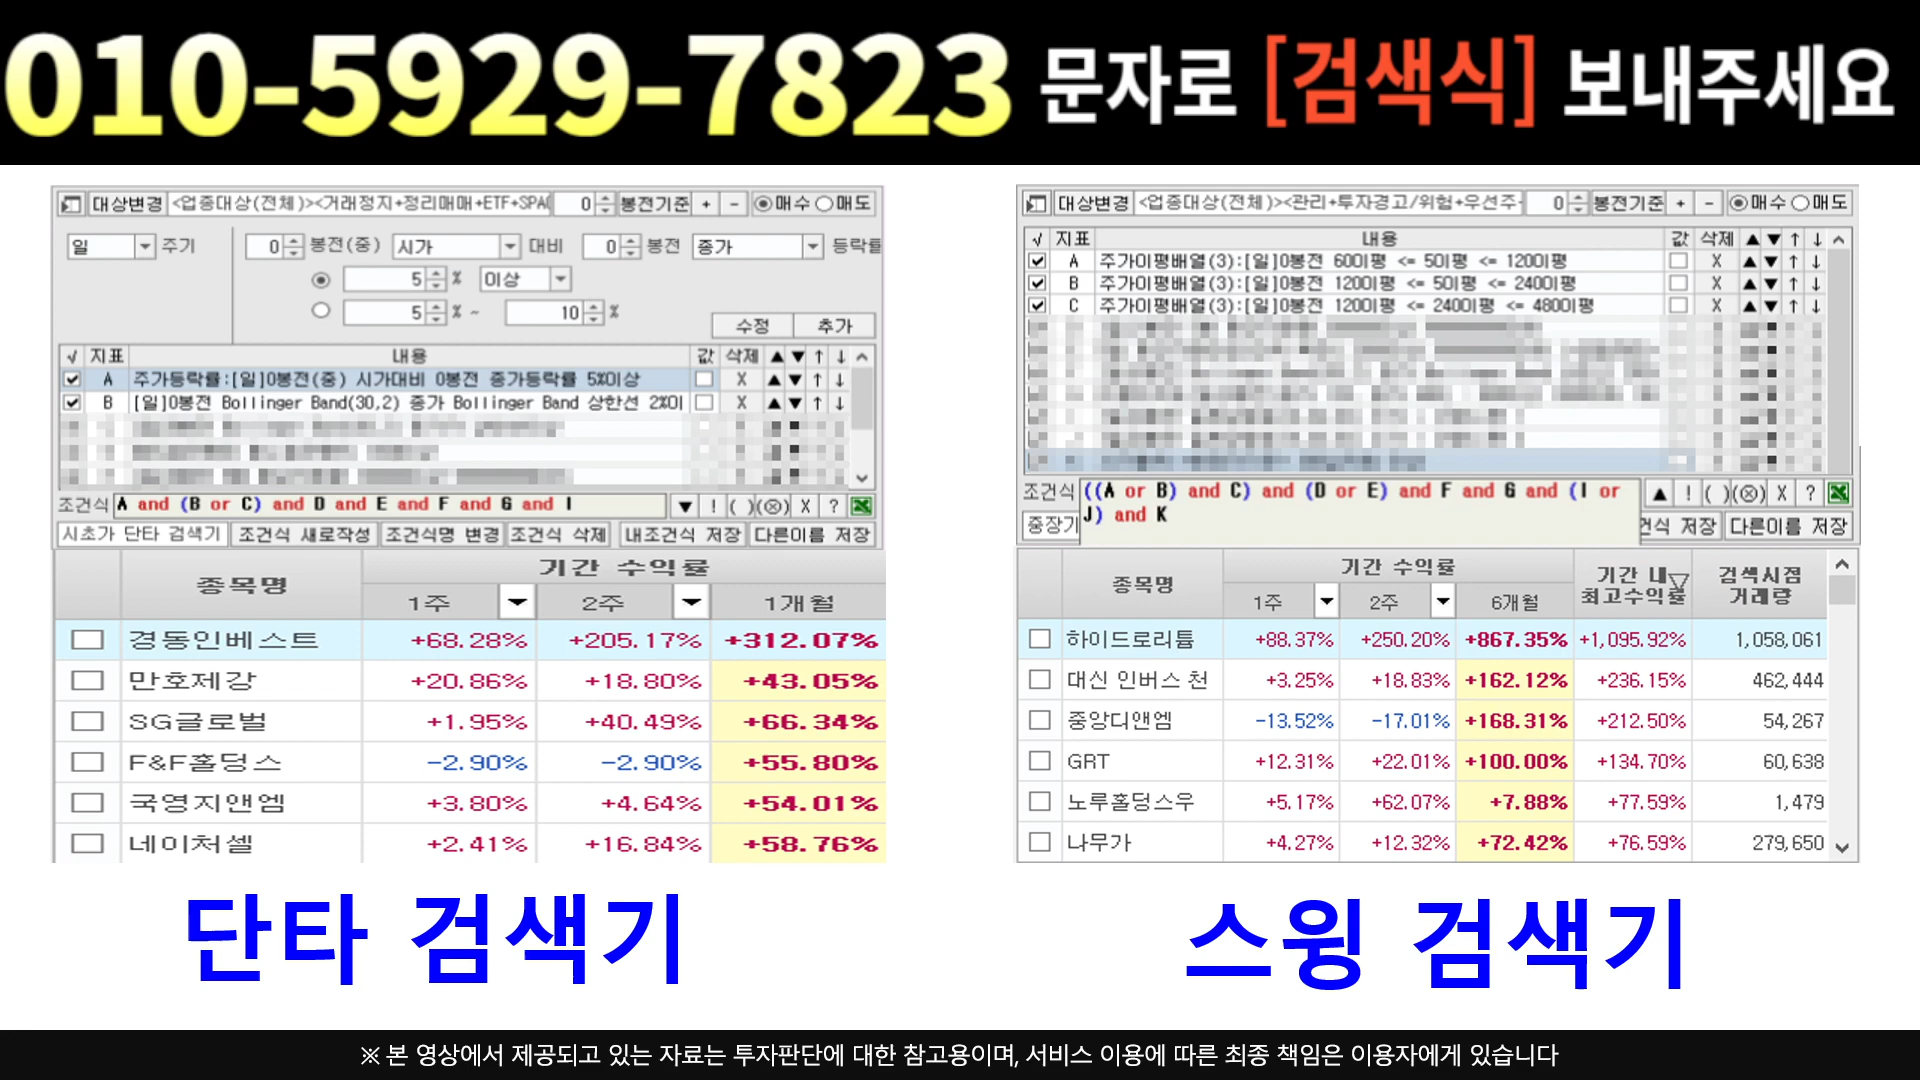 010-5929-7823 문자로 [검색식] 보내주세요
대상변경 <업종대상(전체)><거래정지+정리매매+ETF+SPA 0 봉전기준 + - 매수 매도
일 주기 0 봉전(중) 시가 대비 0 봉전 종가 등락률
5 % 이상
5 % ~ 10 %
수정 추가
√ 지표 내용 값 삭제 ▲ ▼ ↑ ↓
A 주가등락률:[일]0봉전(중) 시가대비 0봉전 종가등락률 5%이상 X ▲ ▼ ↑ ↓
B [일]0봉전 Bollinger Band(30,2) 종가 Bollinger Band 상한선 2%이 X ▲ ▼ ↑ ↓
조건식 A and (B or C) and D and E and F and G and I ▼ ! ( ) (⊗) X ?
시초가 단타 검색기 조건식 새로작성 조건식명 변경 조건식 삭제 내조건식 저장 다른이름 저장
종목명 기간 수익률
1주 2주 1개월
경동인베스트 +68.28% +205.17% +312.07%
만호제강 +20.86% +18.80% +43.05%
SG글로벌 +1.95% +40.49% +66.34%
F&F홀딩스 -2.90% -2.90% +55.80%
국영지앤엠 +3.80% +4.64% +54.01%
네이처셀 +2.41% +16.84% +58.76%
단타 검색기
대상변경 <업종대상(전체)><관리+투자경고/위험+우선주+ 0 봉전기준 + - 매수 매도
√ 지표 내용 값 삭제 ▲ ▼ ↑ ↓
A 주가이평배열(3):[일]0봉전 60이평 <= 5이평 <= 120이평 X ▲ ▼ ↑ ↓
B 주가이평배열(3):[일]0봉전 120이평 <= 5이평 <= 240이평 X ▲ ▼ ↑ ↓
C 주가이평배열(3):[일]0봉전 120이평 <= 240이평 <= 480이평 X ▲ ▼ ↑ ↓
조건식 ((A or B) and C) and (D or E) and F and G and (I or ▲ ! ( ) (⊗) X ?
중장기 J) and K 건식 저장 다른이름 저장
종목명 기간 수익률 기간 내 최고수익률 검색시점 거래량
1주 2주 6개월
하이드로리튬 +88.37% +250.20% +867.35% +1,095.92% 1,058,061
대신 인버스 천 +3.25% +18.83% +162.12% +236.15% 462,444
중앙디앤엠 -13.52% -17.01% +168.31% +212.50% 54,267
GRT +12.31% +22.01% +100.00% +134.70% 60,638
노루홀딩스우 +5.17% +62.07% +7.88% +77.59% 1,479
나무가 +4.27% +12.32% +72.42% +76.59% 279,650
스윙 검색기
※ 본 영상에서 제공되고 있는 자료는 투자판단에 대한 참고용이며, 서비스 이용에 따른 최종 책임은 이용자에게 있습니다